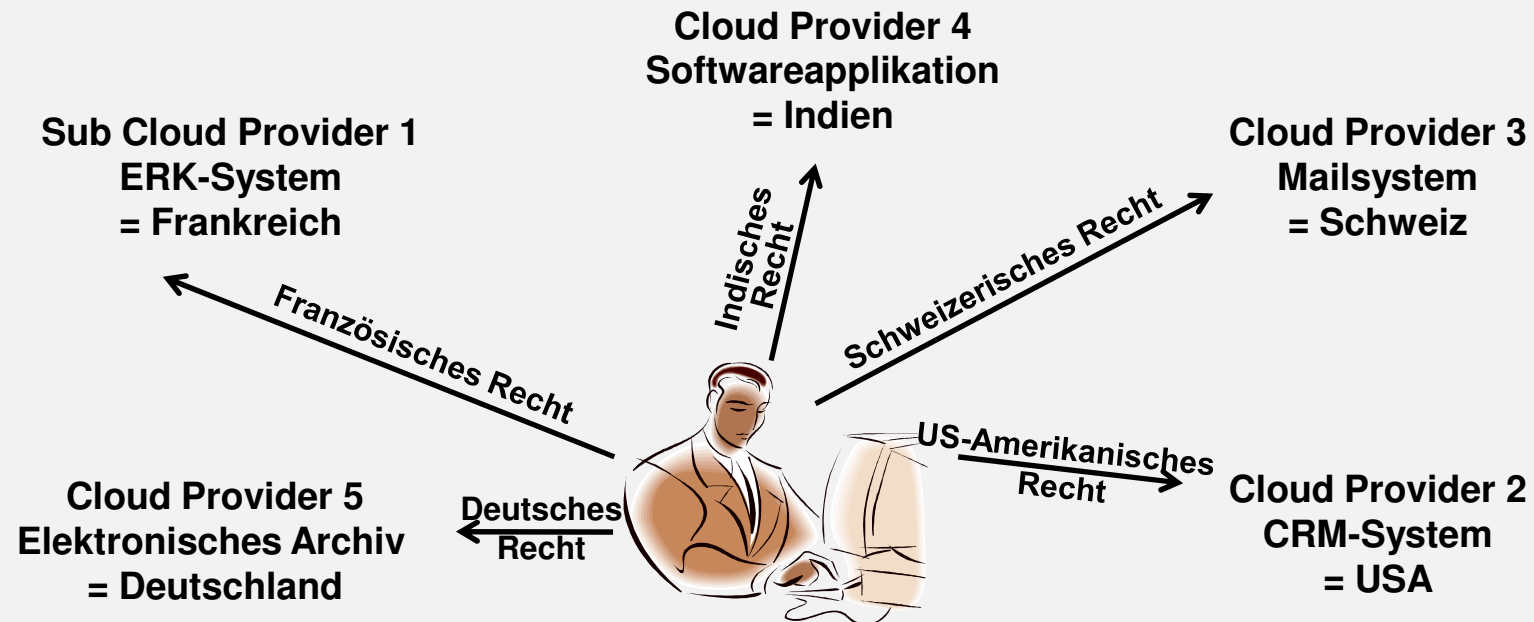 Cloud Provider 4
Softwareapplikation
= Indien
Sub Cloud Provider 1
ERK-System
= Frankreich
Cloud Provider 3
Mailsystem
= Schweiz
Indisches
Recht
Schweizerisches Recht
Französisches Recht
US-Amerikanisches
Recht
Cloud Provider 5
Elektronisches Archiv
= Deutschland
Deutsches
Recht
Cloud Provider 2
CRM-System
= USA